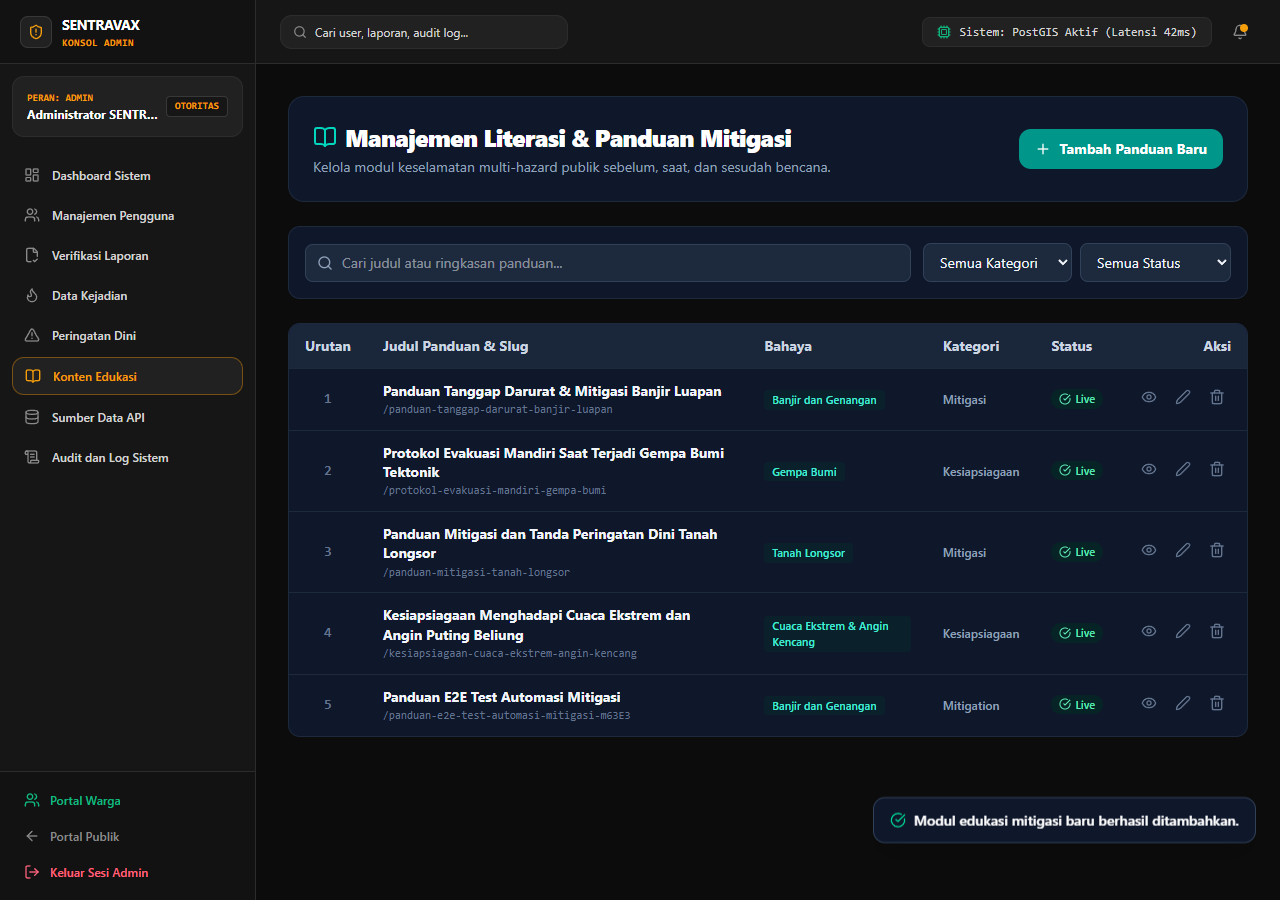 SENTRAVAX
KONSOL ADMIN
Cari user, laporan, audit log...
Sistem: PostGIS Aktif (Latensi 42ms)
PERAN: ADMIN
Administrator SENTR...
OTORITAS
Dashboard Sistem
Manajemen Pengguna
Verifikasi Laporan
Data Kejadian
Peringatan Dini
Konten Edukasi
Sumber Data API
Audit dan Log Sistem
Portal Warga
Portal Publik
Keluar Sesi Admin
Manajemen Literasi & Panduan Mitigasi
Kelola modul keselamatan multi-hazard publik sebelum, saat, dan sesudah bencana.
Tambah Panduan Baru
Cari judul atau ringkasan panduan...
Semua Kategori
Semua Status
Urutan Judul Panduan & Slug Bahaya Kategori Status Aksi
1 Panduan Tanggap Darurat & Mitigasi Banjir Luapan
/panduan-tanggap-darurat-banjir-luapan
Banjir dan Genangan Mitigasi Live
2 Protokol Evakuasi Mandiri Saat Terjadi Gempa Bumi
Tektonik
/protokol-evakuasi-mandiri-gempa-bumi
Gempa Bumi Kesiapsiagaan Live
3 Panduan Mitigasi dan Tanda Peringatan Dini Tanah
Longsor
/panduan-mitigasi-tanah-longsor
Tanah Longsor Mitigasi Live
4 Kesiapsiagaan Menghadapi Cuaca Ekstrem dan
Angin Puting Beliung
/kesiapsiagaan-cuaca-ekstrem-angin-kencang
Cuaca Ekstrem & Angin
Kencang
Kesiapsiagaan Live
5 Panduan E2E Test Automasi Mitigasi
/panduan-e2e-test-automasi-mitigasi-m63E3
Banjir dan Genangan Mitigation Live
Modul edukasi mitigasi baru berhasil ditambahkan.